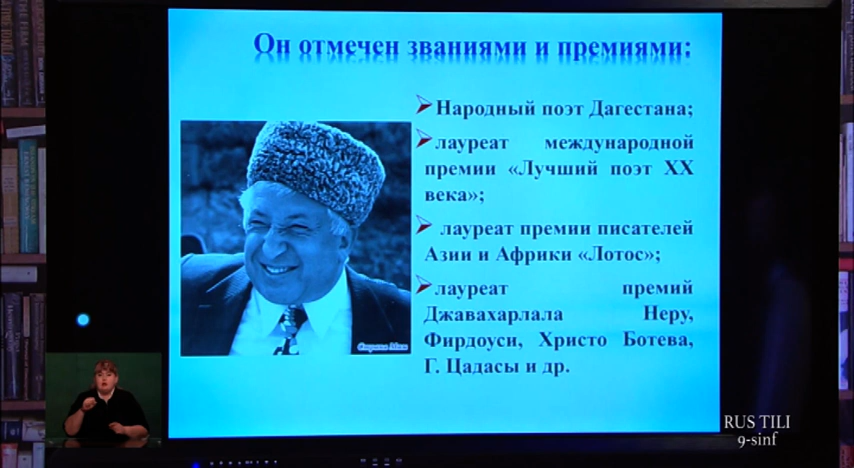 Он отмечен званиями и премиями:
Народный поэт Дагестана;
лауреат международной
премии «Лучший поэт XX
века»;
лауреат премии писателей
Азии и Африки «Лотос»;
лауреат премий
Джавахарлала Неру,
Фирдоуси, Христо Ботева,
Г. Цадасы и др.
RUS TILI
9-sinf